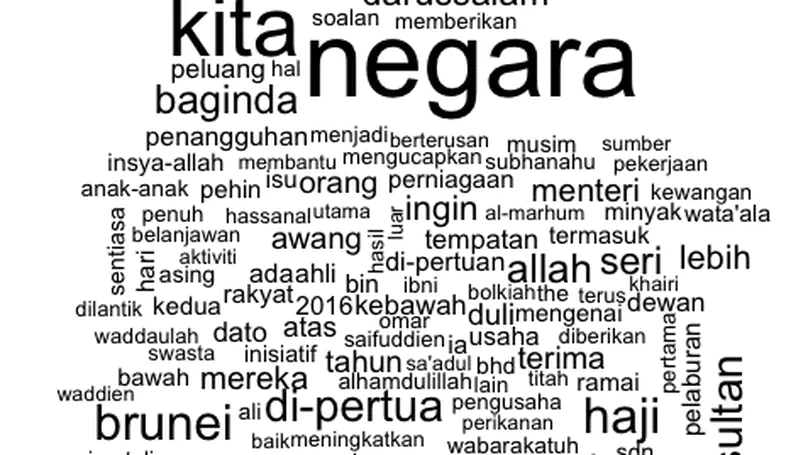 darussalam
kita soalan memberikan
peluang hal negara
baginda
penangguhan menjadi berterusan musim sumber
insya-allah membantu mengucapkan subhanahu pekerjaan
anak-anak pehin isu orang perniagaan menteri kewangan
sentiasa penuh hassanal utama luar ingin al-marhum minyak wata'ala
belanjawan awang hasil tempatan termasuk
hari aktiviti di-pertuan allah seri lebih
asing ada ahli bin ibni khairi
dilantik kedua rakyat 2016 kebawah bolkiah the terus dewan
omar duli mengenai
waddaulah dato atas saifuddien ia usaha diberikan pertama
swasta inisiatif tahun sa'adul bhd terima pelaburan
bawah mereka alhamdulillah lain titah ramai
waddien sultan
brunei ali di-pertua pengusaha haji
perikanan
baik meningkatkan wabarakatuh
sdn